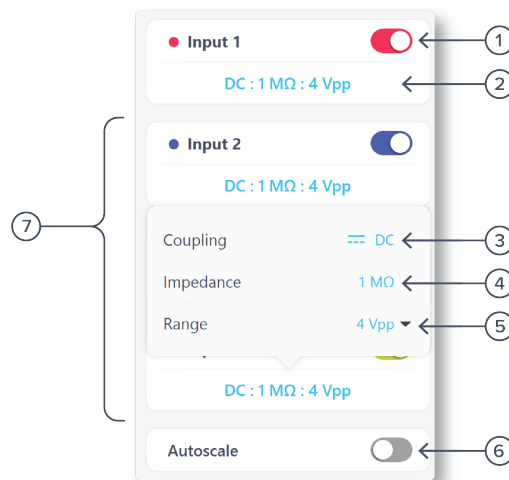 Input 1
1
DC : 1 MΩ : 4 Vpp
2
Input 2
DC : 1 MΩ : 4 Vpp
7
Coupling
DC
3
Impedance
1 MΩ
4
Range
4 Vpp
5
DC : 1 MΩ : 4 Vpp
Autoscale
6